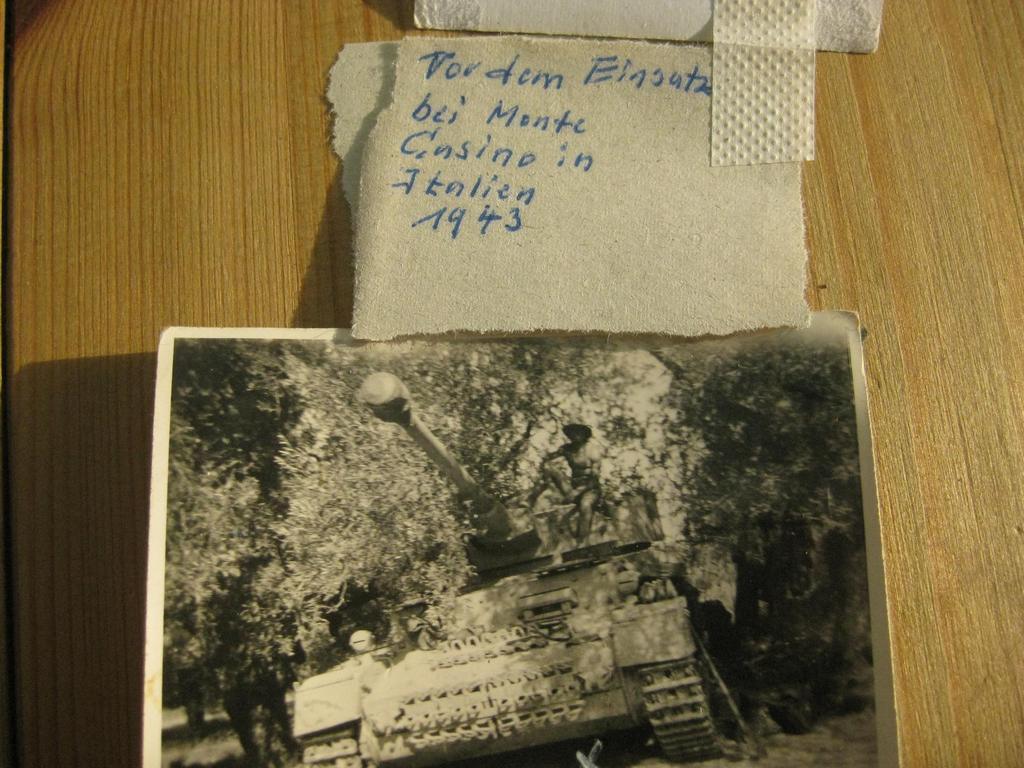 Vor dem Einsatz
bei Monte
Casino in
Italien
1943